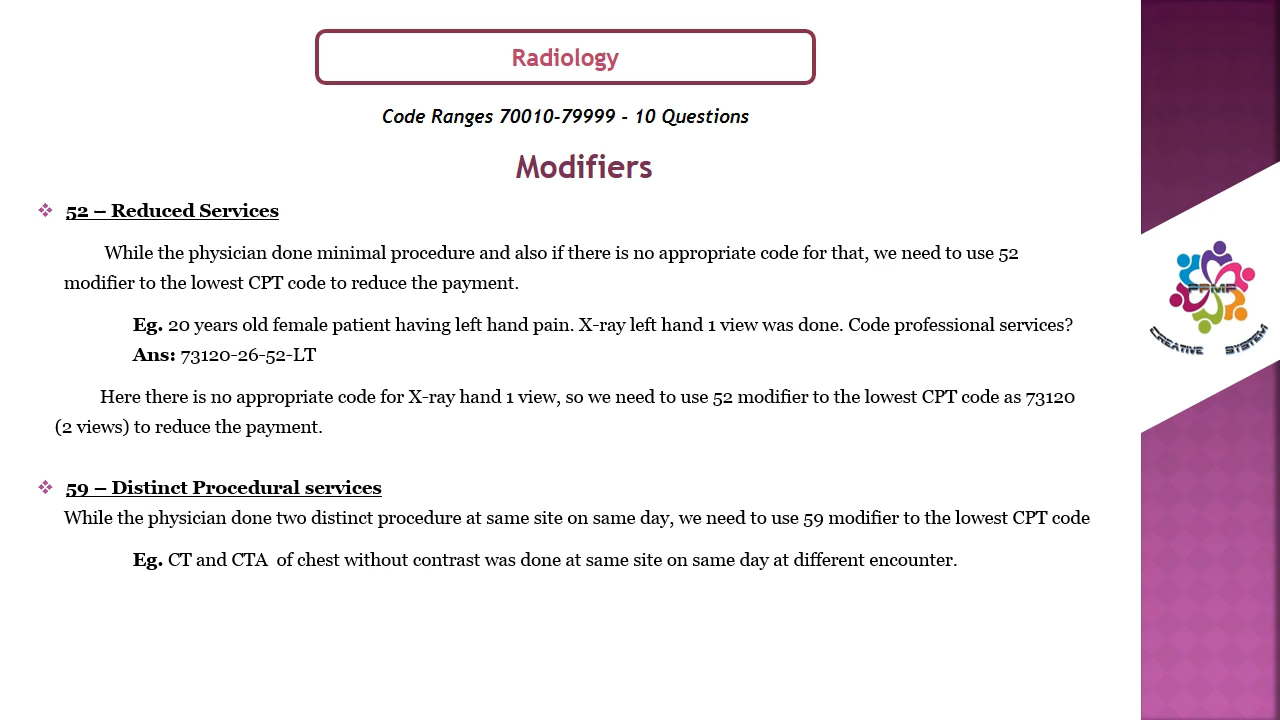 Radiology
Code Ranges 70010-79999 - 10 Questions
Modifiers
52 – Reduced Services
While the physician done minimal procedure and also if there is no appropriate code for that, we need to use 52
modifier to the lowest CPT code to reduce the payment.
Eg. 20 years old female patient having left hand pain. X-ray left hand 1 view was done. Code professional services?
Ans: 73120-26-52-LT
Here there is no appropriate code for X-ray hand 1 view, so we need to use 52 modifier to the lowest CPT code as 73120
(2 views) to reduce the payment.
59 – Distinct Procedural services
While the physician done two distinct procedure at same site on same day, we need to use 59 modifier to the lowest CPT code
Eg. CT and CTA  of chest without contrast was done at same site on same day at different encounter.
CREATIVE SYSTEM